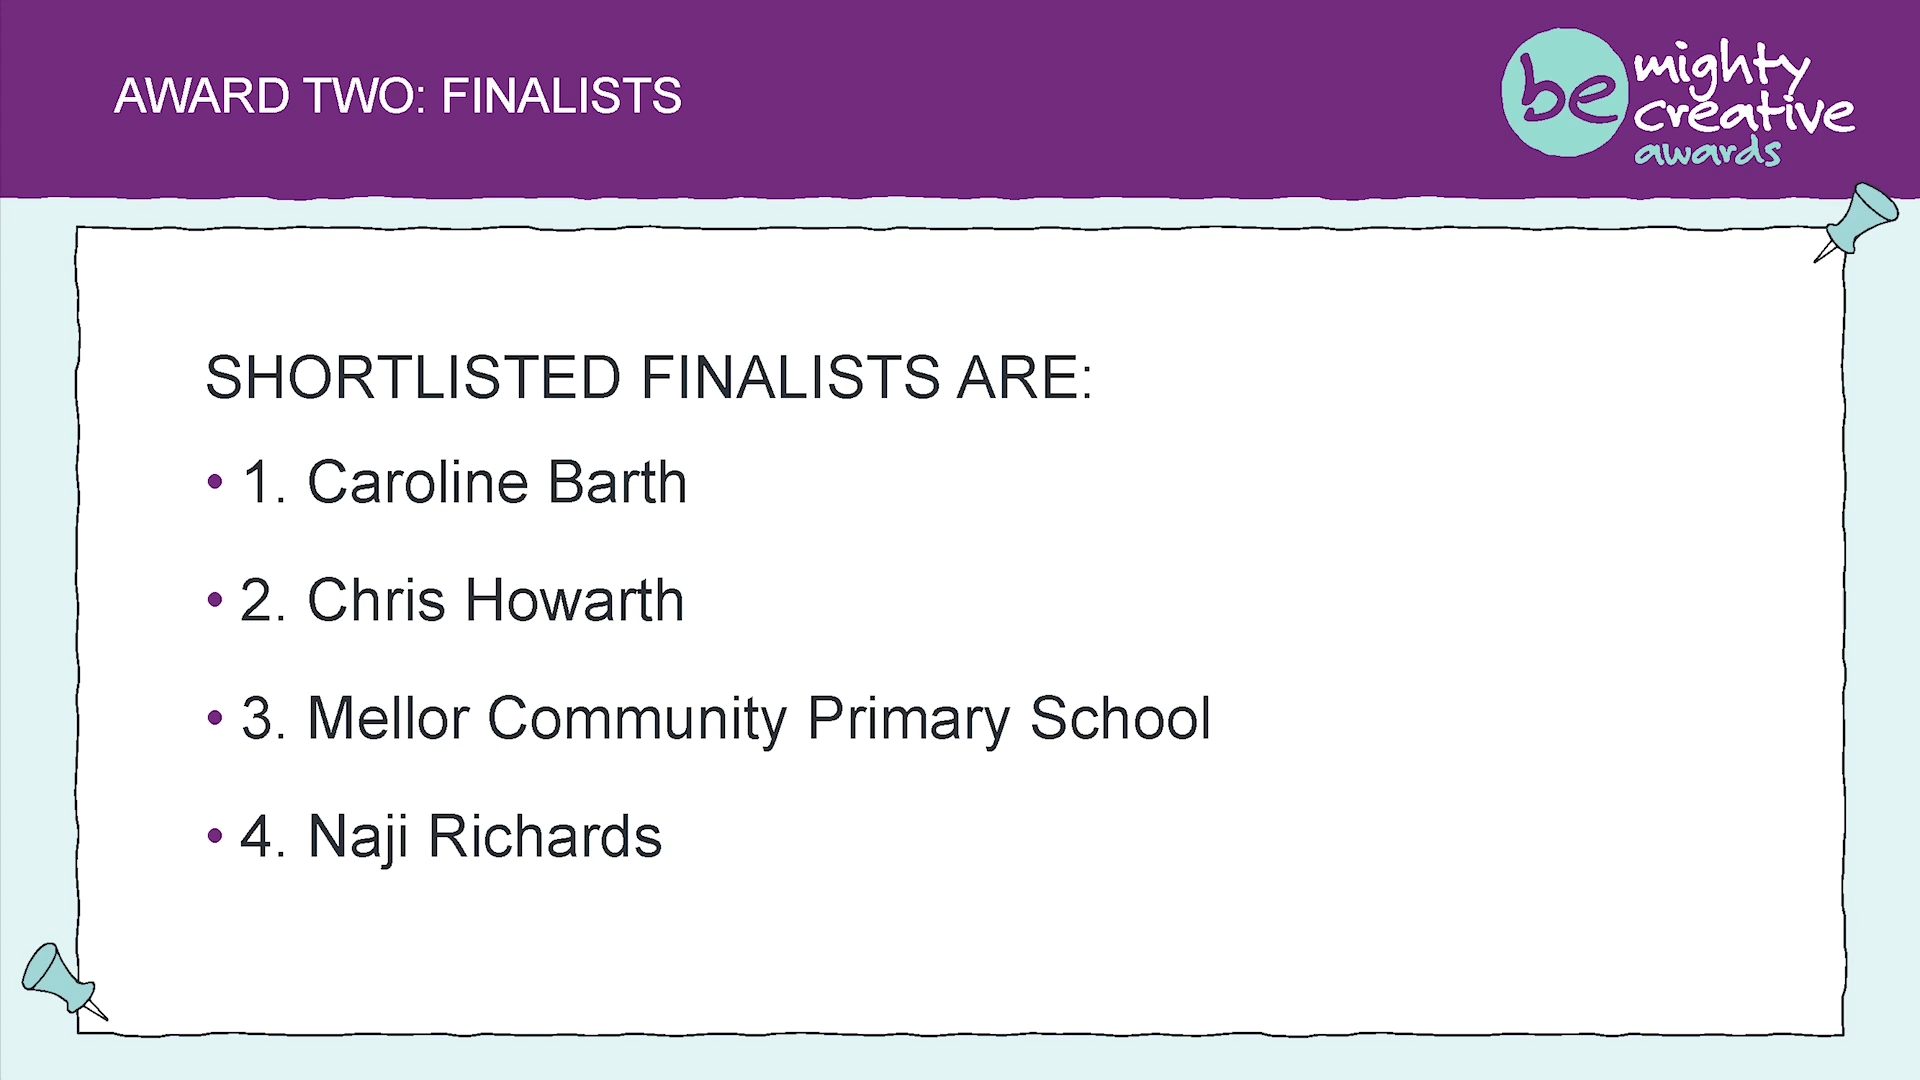 AWARD TWO: FINALISTS
be mighty
creative
awards
SHORTLISTED FINALISTS ARE:
• 1. Caroline Barth
• 2. Chris Howarth
• 3. Mellor Community Primary School
• 4. Naji Richards